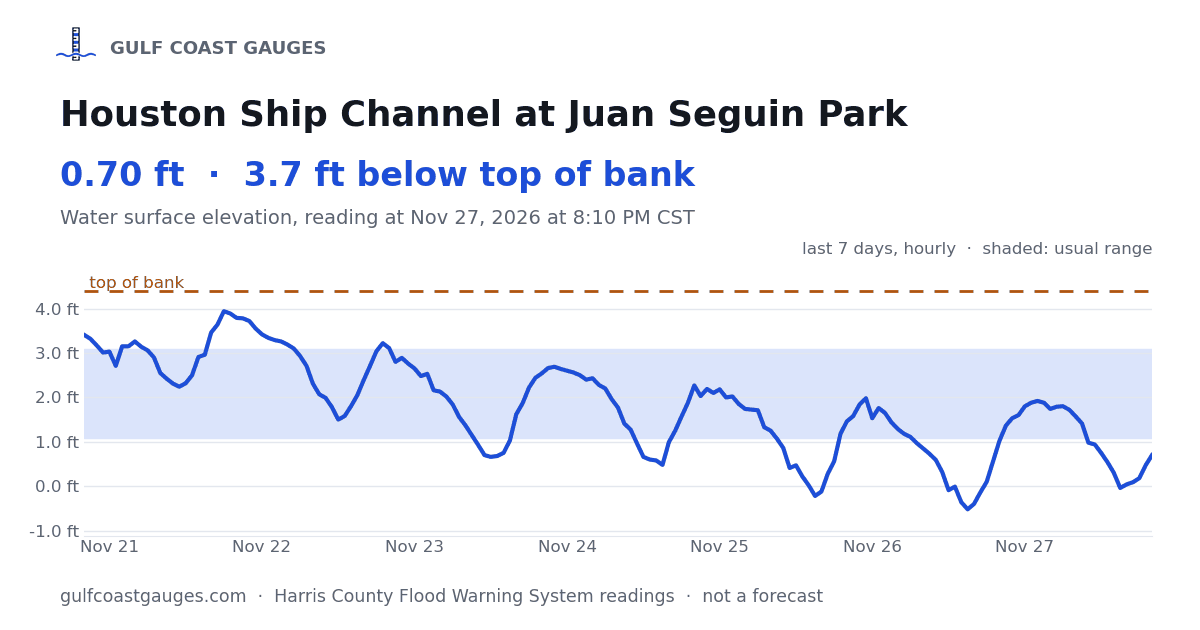 GULF COAST GAUGES
Houston Ship Channel at Juan Seguin Park
0.70 ft · 3.7 ft below top of bank
Water surface elevation, reading at Nov 27, 2026 at 8:10 PM CST
last 7 days, hourly · shaded: usual range
top of bank
4.0 ft
3.0 ft
2.0 ft
1.0 ft
0.0 ft
-1.0 ft
Nov 21 Nov 22 Nov 23 Nov 24 Nov 25 Nov 26 Nov 27
gulfcoastgauges.com · Harris County Flood Warning System readings · not a forecast